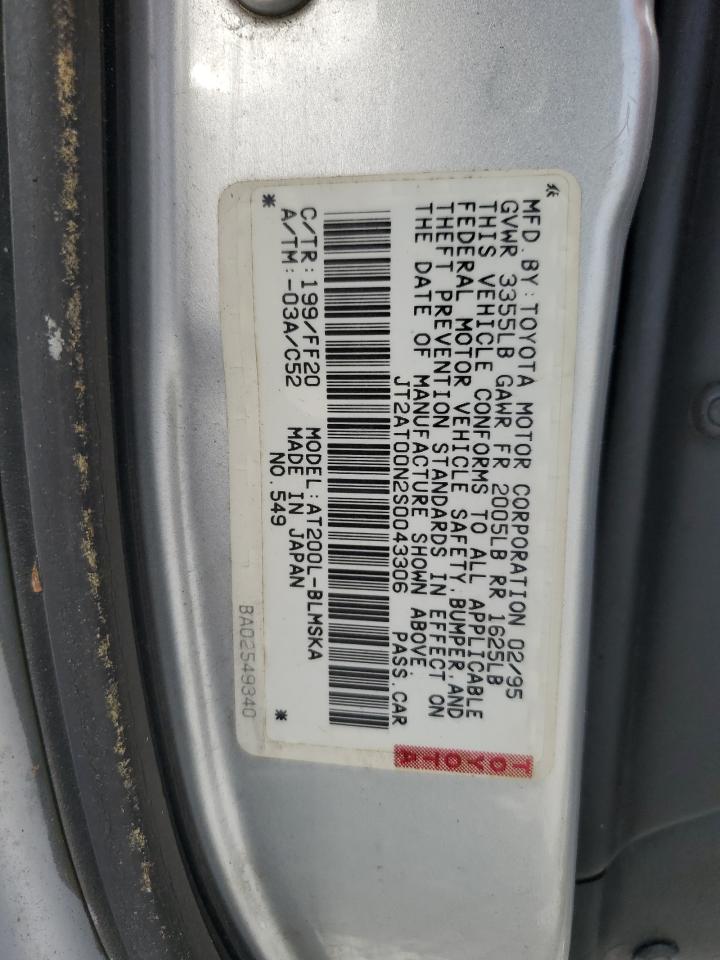 MFD. BY: TOYOTA MOTOR CORPORATION 02/95
GVWR 3355LB GAWR FR 2005LB RR 1625LB
THIS VEHICLE CONFORMS TO ALL APPLICABLE
FEDERAL MOTOR VEHICLE SAFETY, BUMPER, AND
THEFT PREVENTION STANDARDS IN EFFECT ON
THE DATE OF MANUFACTURE SHOWN ABOVE.
JT2AT00N2S0043306 PASS. CAR
* *
C/TR: 199/FF20 MODEL: AT200L-BLMSKA
A/TM: -03A/C52 MADE IN JAPAN
NO. 549
BA02549340
TOYOTA